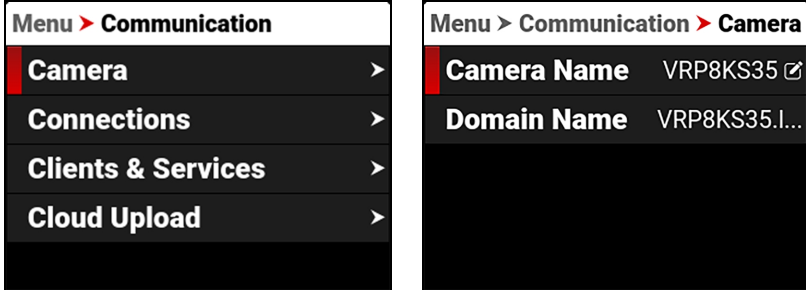 Menu > Communication
Camera
Connections
Clients & Services
Cloud Upload
Menu > Communication > Camera
Camera Name VRP8KS35
Domain Name VRP8KS35.l...